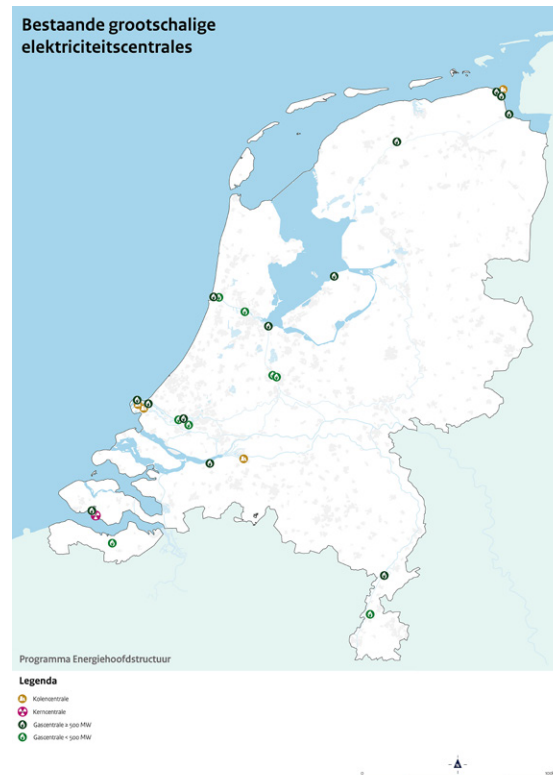 Bestaande grootschalige
elektriciteitscentrales
Programma Energiehoofdstructuur
Legenda
Kolencentrale
Kerncentrale
Gascentrale ≥ 500 MW
Gascentrale < 500 MW